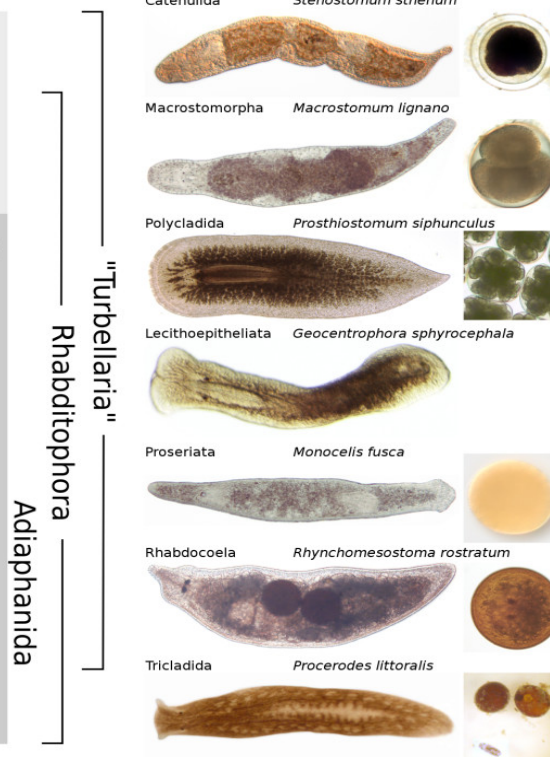 Catenulida Stenostomum sthenum
Macrostomorpha Macrostomum lignano
Polycladida Prosthiostomum siphunculus
Lecithoepitheliata Geocentrophora sphyrocephala
Proseriata Monocelis fusca
Rhabdocoela Rhynchomesostoma rostratum
Tricladida Procerodes littoralis
"Turbellaria"
Rhabditophora
Adiaphanida